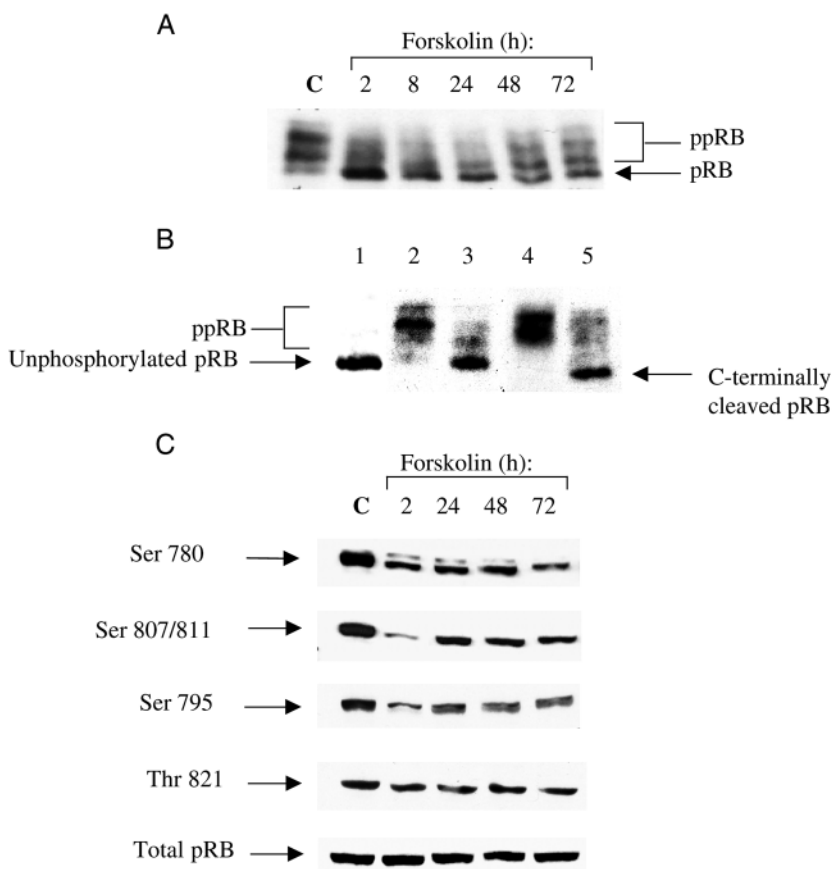 A
Forskolin (h):
C 2 8 24 48 72
ppRB
pRB
B
1 2 3 4 5
ppRB
Unphosphorylated pRB
C-terminally
cleaved pRB
C
Forskolin (h):
C 2 24 48 72
Ser 780
Ser 807/811
Ser 795
Thr 821
Total pRB